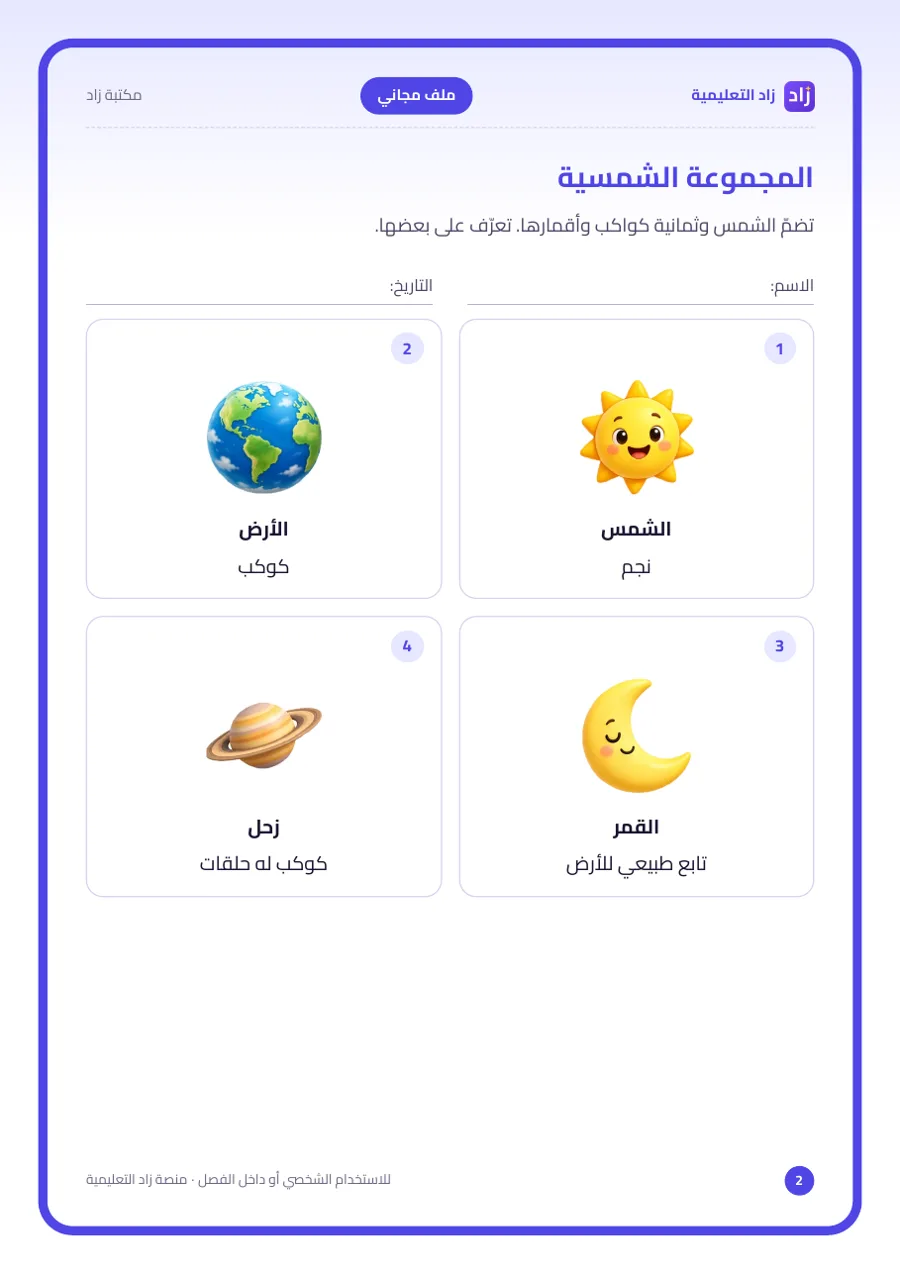 زاد
زاد التعليمية
ملف مجاني
مكتبة زاد
المجموعة الشمسية
تضمّ الشمس وثمانية كواكب وأقمارها. تعرّف على بعضها.
الاسم:
التاريخ:
1
الشمس
نجم
2
الأرض
كوكب
3
القمر
تابع طبيعي للأرض
4
زحل
كوكب له حلقات
2
للاستخدام الشخصي أو داخل الفصل · منصة زاد التعليمية